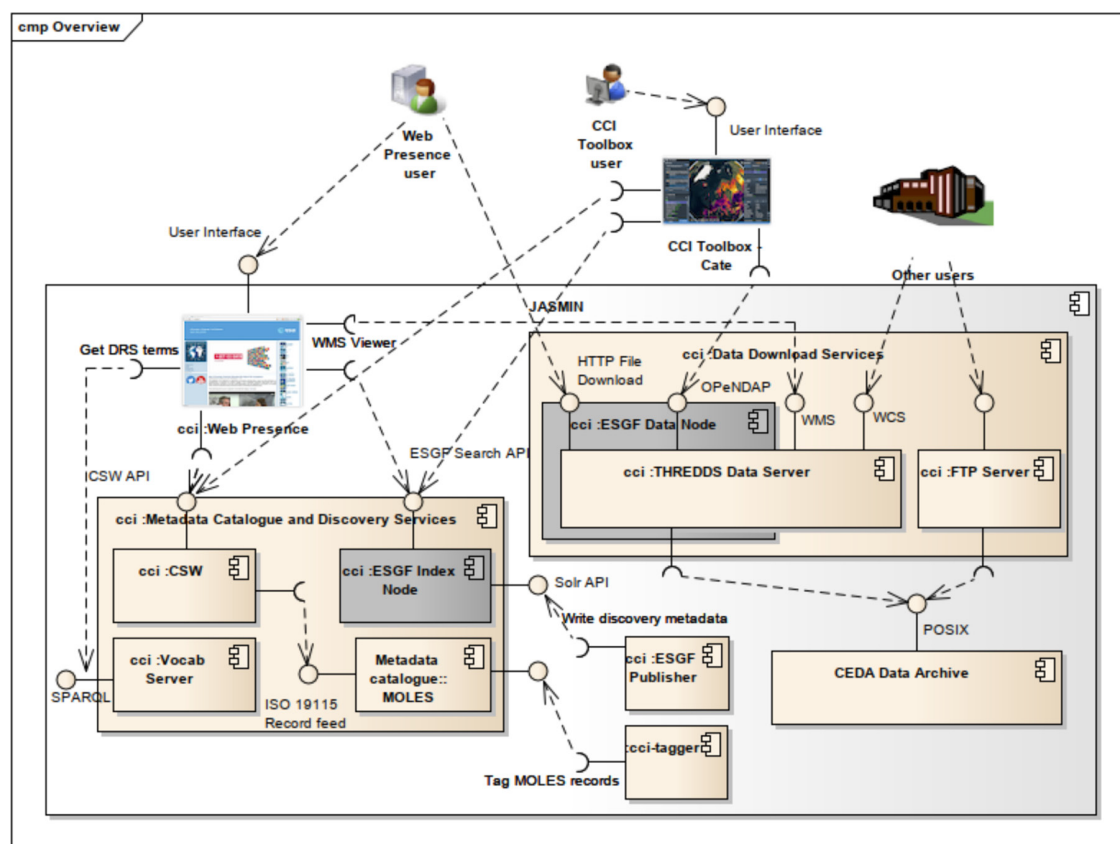 cmp Overview
Web
Presence
user
CCI
Toolbox
user
User Interface
CCI Toolbox -
Cate
Other users
User Interface
JASMIN
WMS Viewer
Get DRS terms
cci :Web Presence
cci :Data Download Services
HTTP File
Download
OPeNDAP
WMS
WCS
cci :ESGF Data Node
cci :THREDDS Data Server
cci :FTP Server
CSW API
ESGF Search API
cci :Metadata Catalogue and Discovery Services
cci :CSW
cci :ESGF Index
Node
Solr API
Write discovery metadata
POSIX
cci :Vocab
Server
SPARQL
ISO 19115
Record feed
Metadata
catalogue::
MOLES
cci :ESGF
Publisher
CEDA Data Archive
:cci-tagger
Tag MOLES records